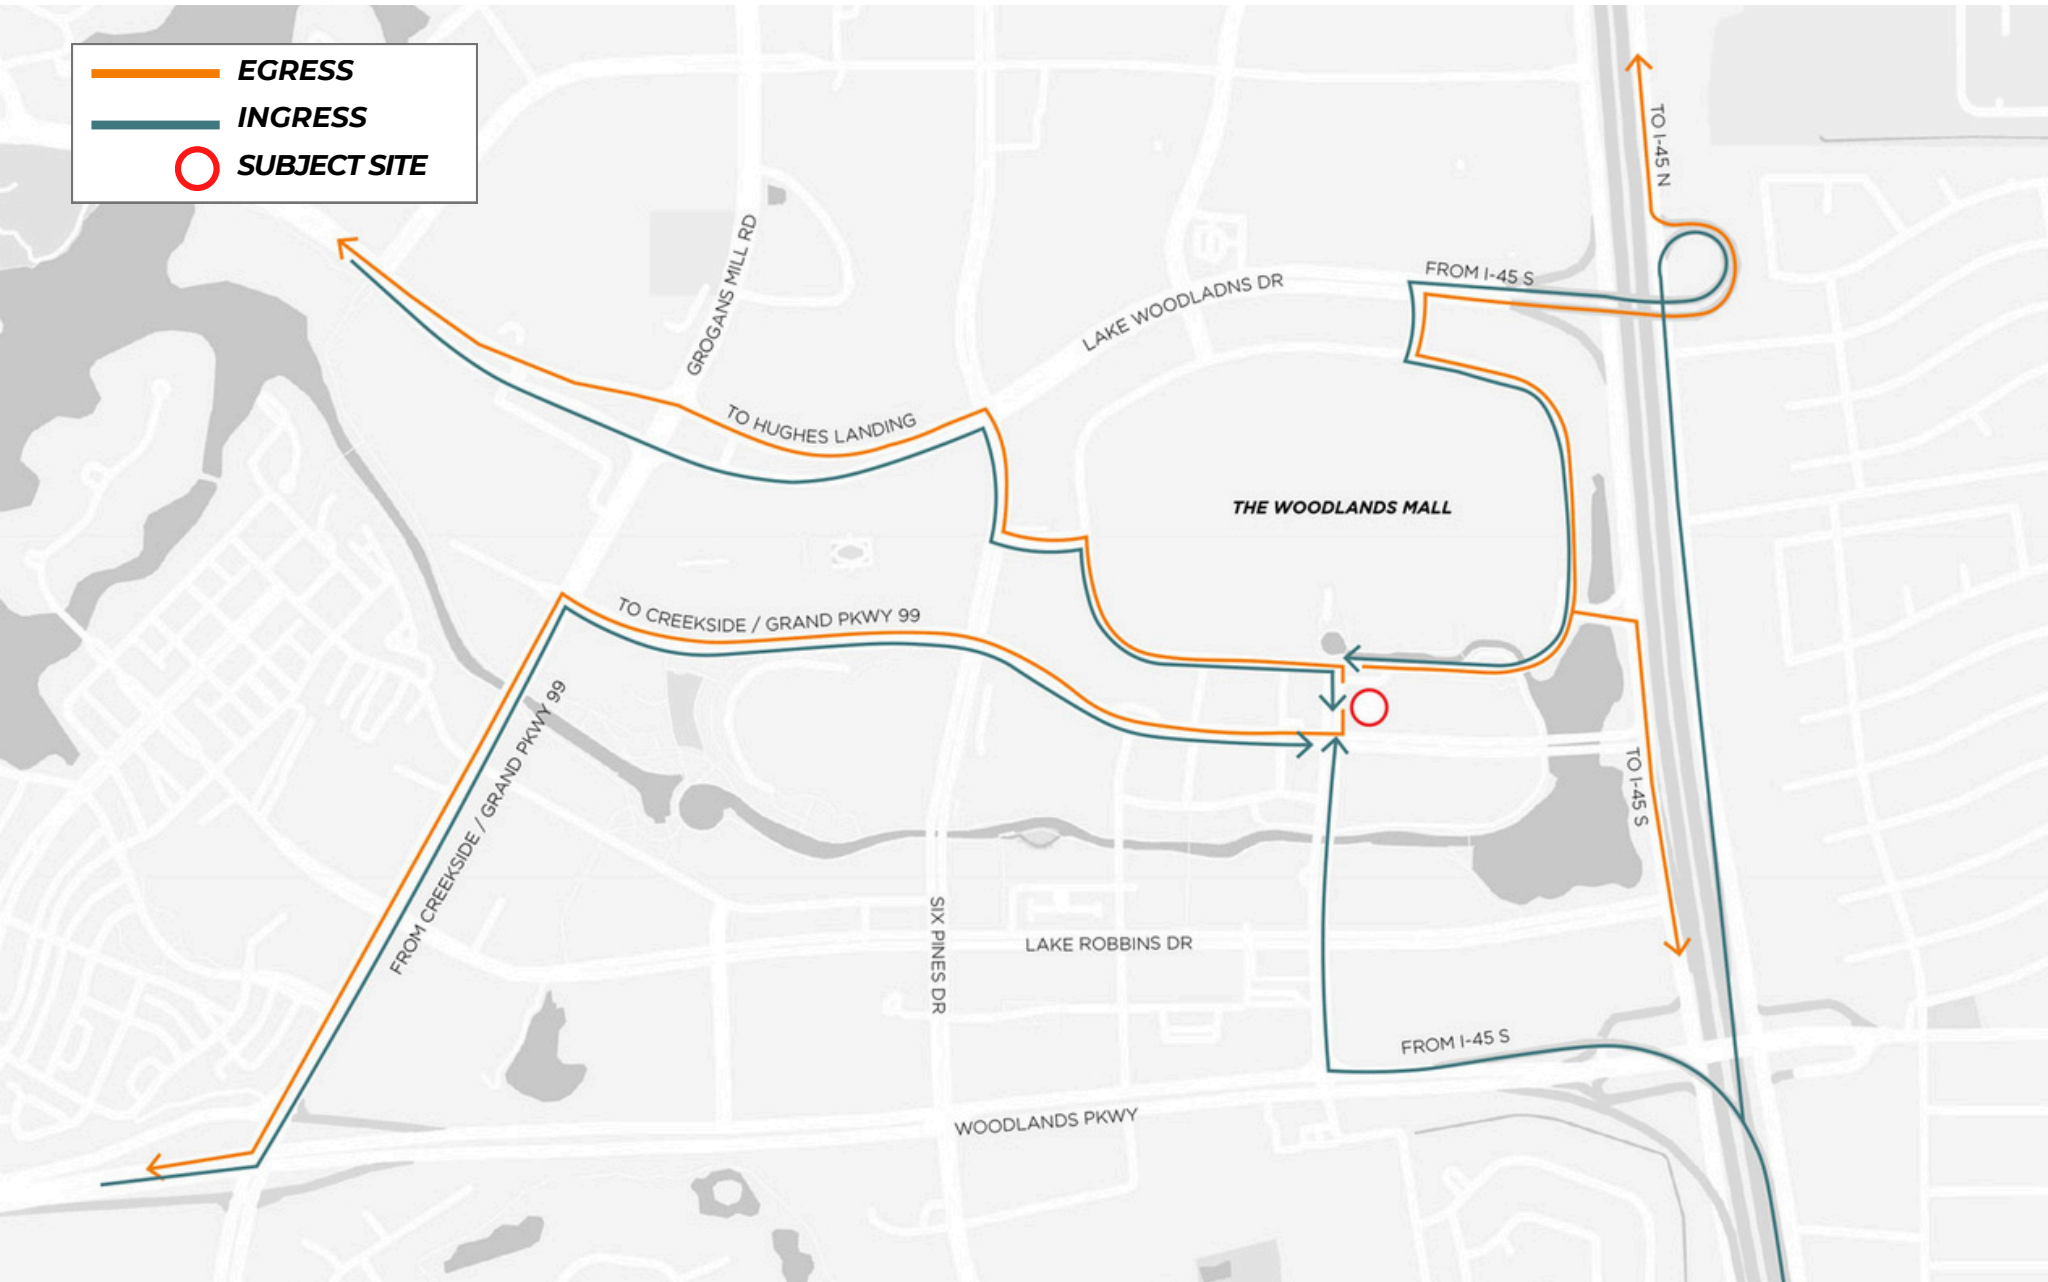 EGRESS
INGRESS
SUBJECT SITE
TO I-45 N
GROGANS MILL RD
FROM I-45 S
LAKE WOODLADNS DR
TO HUGHES LANDING
THE WOODLANDS MALL
TO CREEKSIDE / GRAND PKWY 99
FROM CREEKSIDE / GRAND PKWY 99
TO I-45 S
SIX PINES DR
LAKE ROBBINS DR
FROM I-45 S
WOODLANDS PKWY